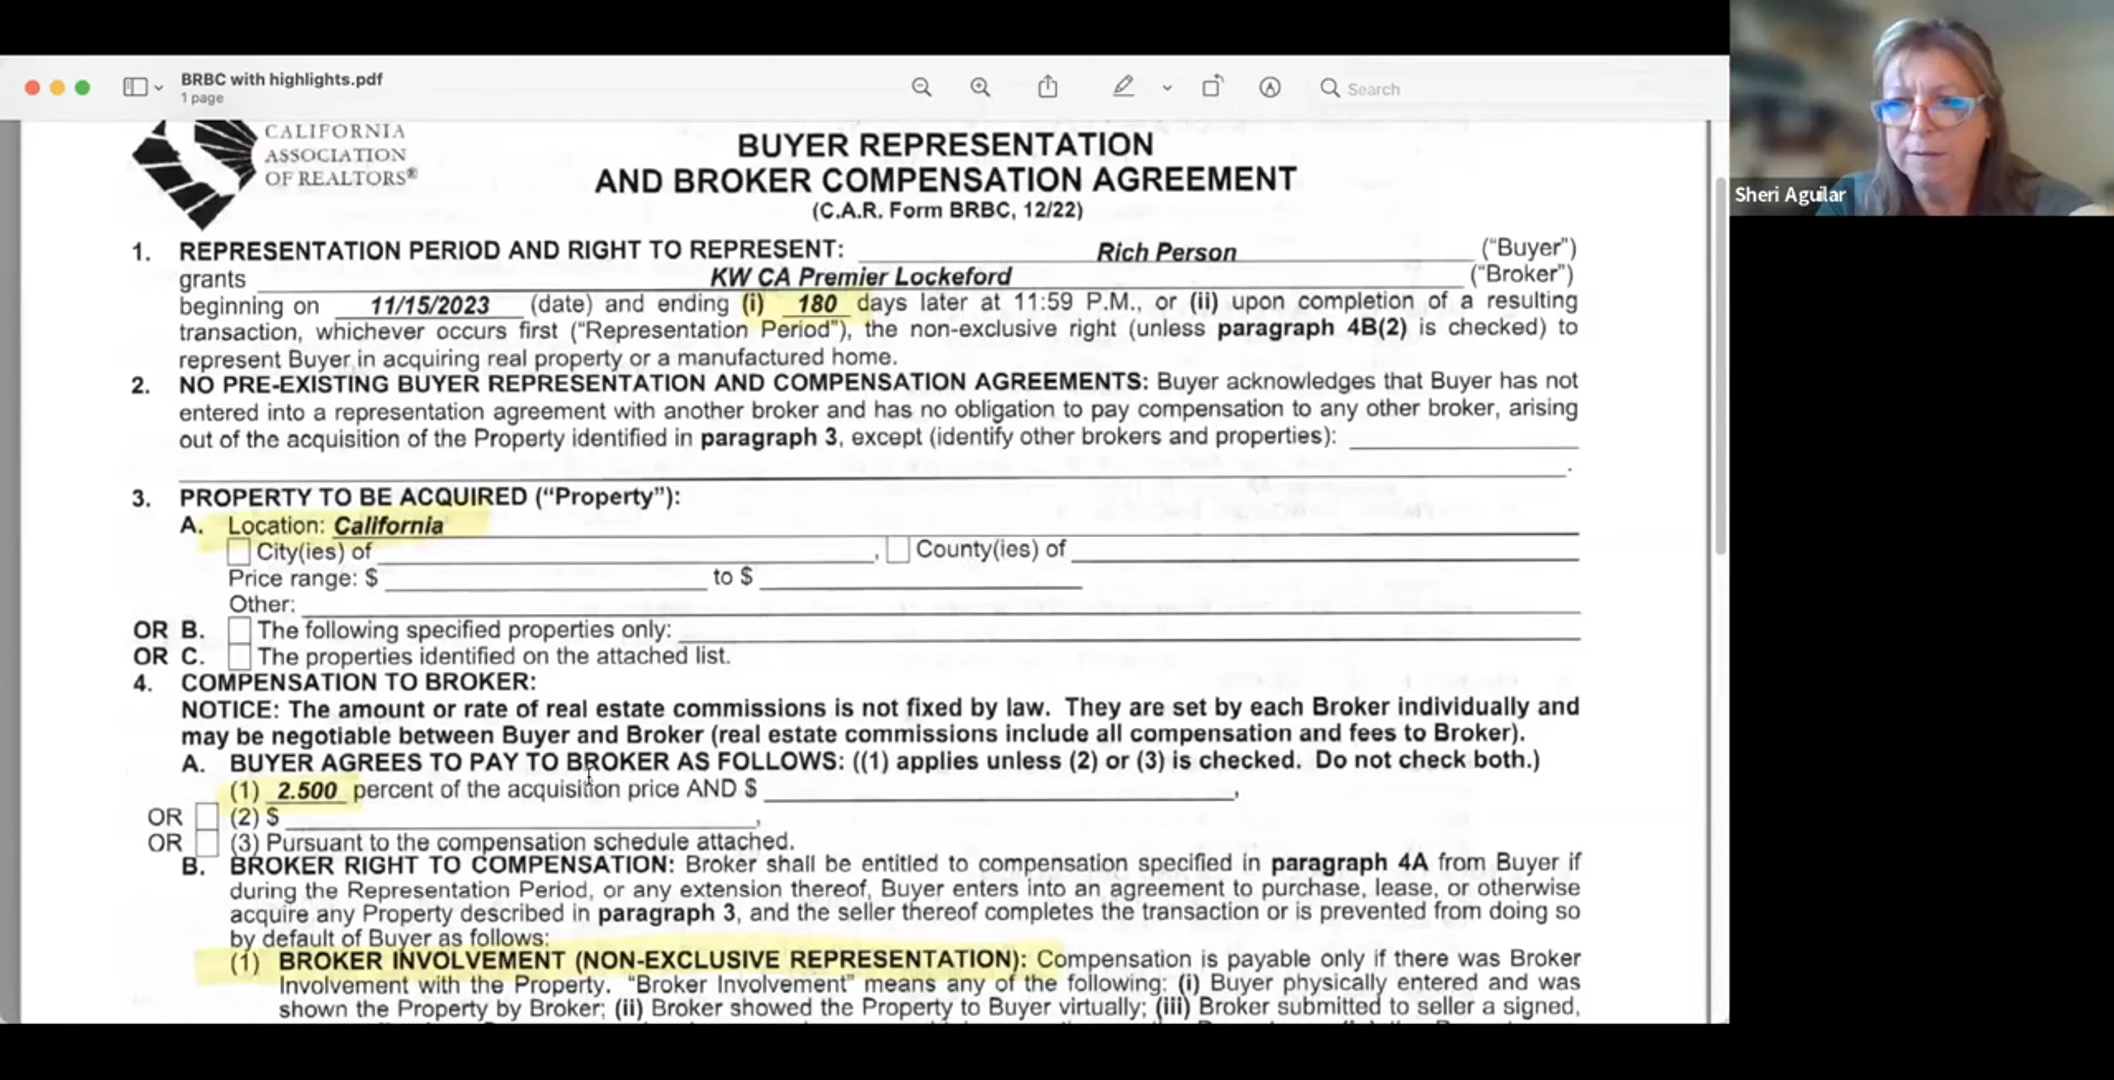 BRBC with highlights.pdf
1 page
Search
Sheri Aguilar
CALIFORNIA
ASSOCIATION
OF REALTORS®
BUYER REPRESENTATION
AND BROKER COMPENSATION AGREEMENT
(C.A.R. Form BRBC, 12/22)
1. REPRESENTATION PERIOD AND RIGHT TO REPRESENT: Rich Person (“Buyer”)
grants KW CA Premier Lockeford (“Broker”)
beginning on 11/15/2023 (date) and ending (i) 180 days later at 11:59 P.M., or (ii) upon completion of a resulting
transaction, whichever occurs first (“Representation Period”), the non-exclusive right (unless paragraph 4B(2) is checked) to
represent Buyer in acquiring real property or a manufactured home.
2. NO PRE-EXISTING BUYER REPRESENTATION AND COMPENSATION AGREEMENTS: Buyer acknowledges that Buyer has not
entered into a representation agreement with another broker and has no obligation to pay compensation to any other broker, arising
out of the acquisition of the Property identified in paragraph 3, except (identify other brokers and properties):
.
3. PROPERTY TO BE ACQUIRED (“Property”):
A. Location: California
City(ies) of , County(ies) of
Price range: $ to $
Other:
OR B. The following specified properties only:
OR C. The properties identified on the attached list.
4. COMPENSATION TO BROKER:
NOTICE: The amount or rate of real estate commissions is not fixed by law. They are set by each Broker individually and
may be negotiable between Buyer and Broker (real estate commissions include all compensation and fees to Broker).
A. BUYER AGREES TO PAY TO BROKER AS FOLLOWS: ((1) applies unless (2) or (3) is checked. Do not check both.)
(1) 2.500 percent of the acquisition price AND $ ,
OR (2) $ ,
OR (3) Pursuant to the compensation schedule attached.
B. BROKER RIGHT TO COMPENSATION: Broker shall be entitled to compensation specified in paragraph 4A from Buyer if
during the Representation Period, or any extension thereof, Buyer enters into an agreement to purchase, lease, or otherwise
acquire any Property described in paragraph 3, and the seller thereof completes the transaction or is prevented from doing so
by default of Buyer as follows:
(1) BROKER INVOLVEMENT (NON-EXCLUSIVE REPRESENTATION): Compensation is payable only if there was Broker
Involvement with the Property. “Broker Involvement” means any of the following: (i) Buyer physically entered and was
shown the Property by Broker; (ii) Broker showed the Property to Buyer virtually; (iii) Broker submitted to seller a signed,